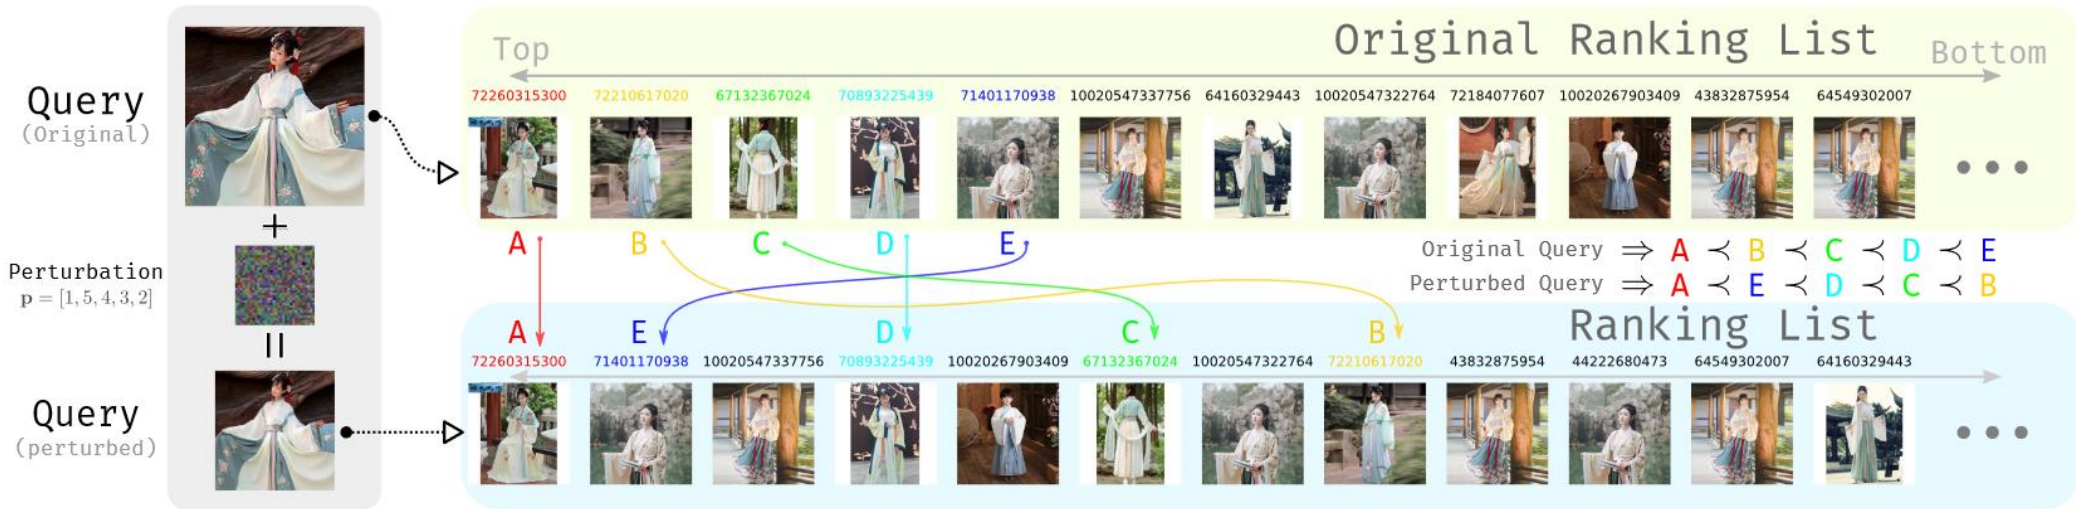 Query
(Original)
+
Perturbation
p = [1, 5, 4, 3, 2]
=
Query
(perturbed)
Top
Original Ranking List
Bottom
72260315300 72210617020 67132367024 70893225439 71401170938 10020547337756 64160329443 10020547322764 72184077607 10020267903409 43832875954 64549302007
A B C D E
Original Query ⇒ A ≺ B ≺ C ≺ D ≺ E
Perturbed Query ⇒ A ≺ E ≺ D ≺ C ≺ B
A E D C B
Ranking List
72260315300 71401170938 10020547337756 70893225439 10020267903409 67132367024 10020547322764 72210617020 43832875954 44222680473 64549302007 64160329443